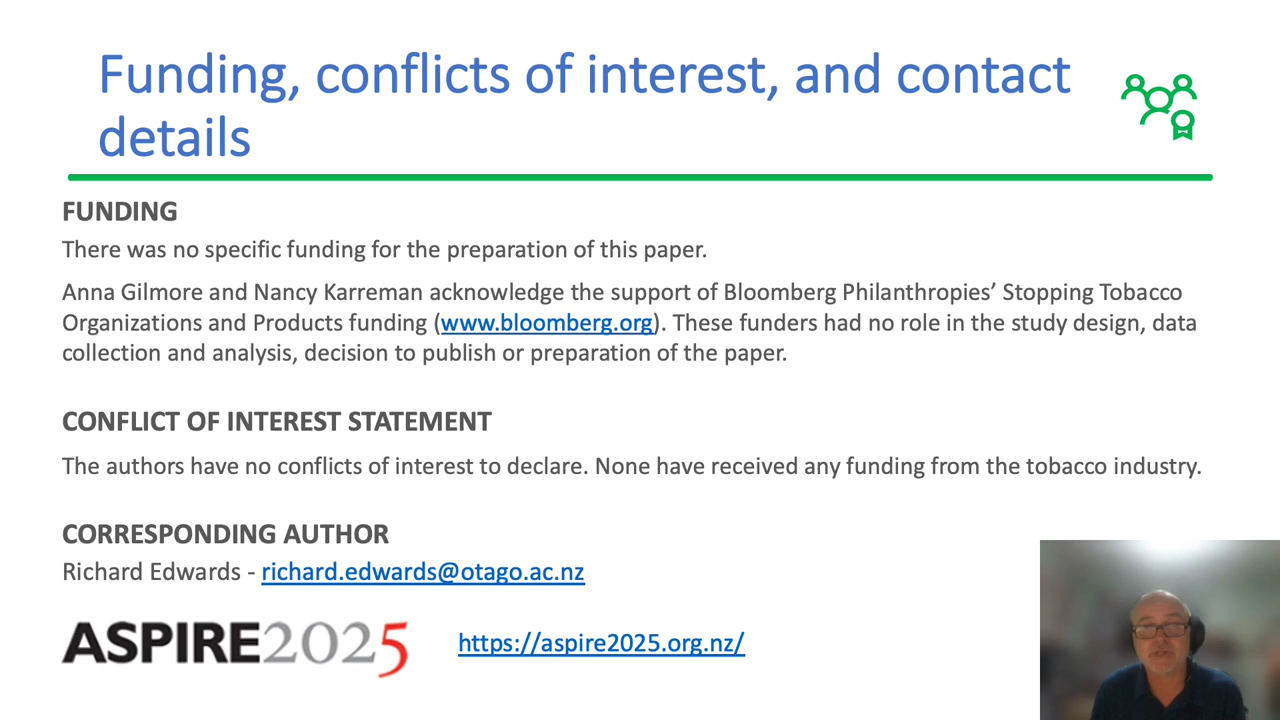 Funding, conflicts of interest, and contact
details
FUNDING
There was no specific funding for the preparation of this paper.
Anna Gilmore and Nancy Karreman acknowledge the support of Bloomberg Philanthropies’ Stopping Tobacco
Organizations and Products funding (www.bloomberg.org). These funders had no role in the study design, data
collection and analysis, decision to publish or preparation of the paper.
CONFLICT OF INTEREST STATEMENT
The authors have no conflicts of interest to declare. None have received any funding from the tobacco industry.
CORRESPONDING AUTHOR
Richard Edwards - richard.edwards@otago.ac.nz
ASPIRE2025 https://aspire2025.org.nz/